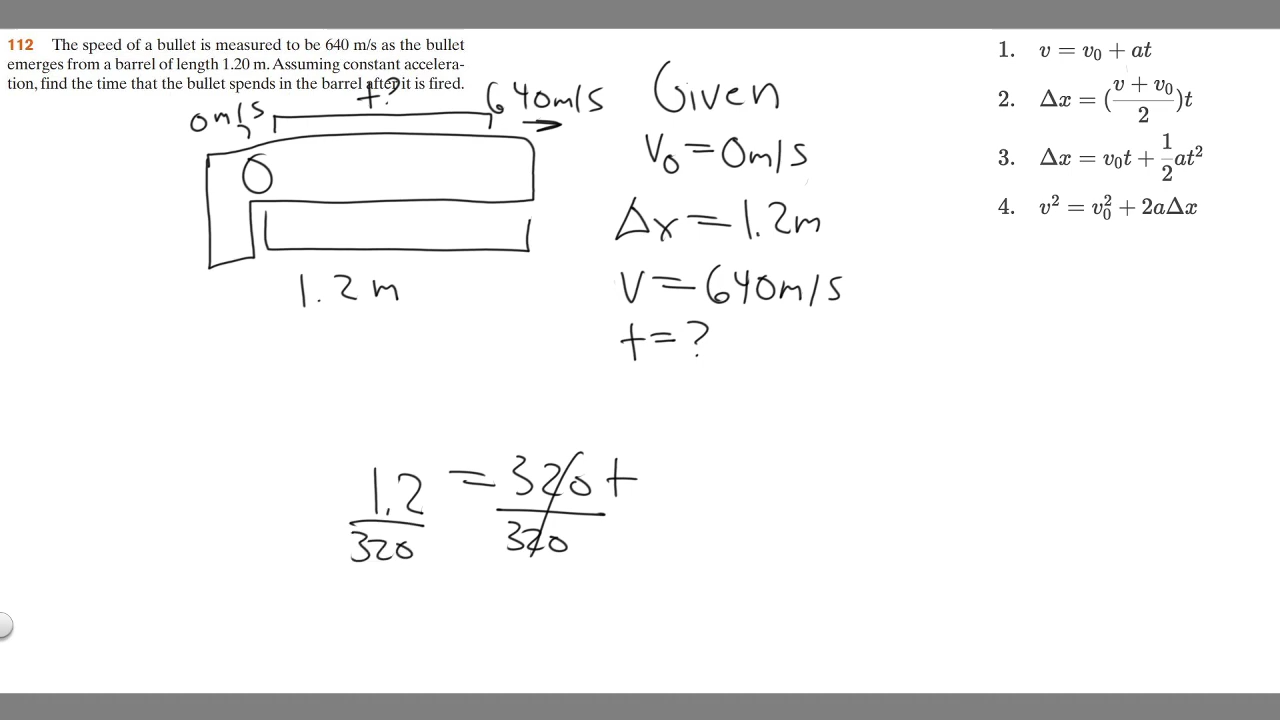 112 The speed of a bullet is measured to be 640 m/s as the bullet
emerges from a barrel of length 1.20 m. Assuming constant accelera-
tion, find the time that the bullet spends in the barrel after it is fired.
t?
0m/s
640m/s
1.2m
Given
V₀=0m/s
Δx=1.2m
V=640m/s
t=?
1.2 = 320t
320 320
1. v = v₀ + at
2. Δx = (\frac{v + v₀}{2})t
3. Δx = v₀t + \frac{1}{2}at²
4. v² = v₀² + 2aΔx